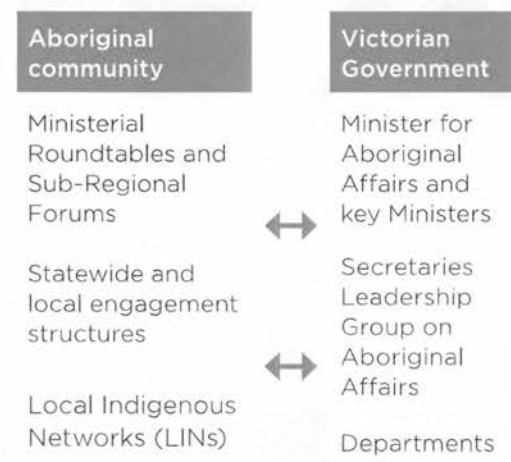 Aboriginal
community
Ministerial
Roundtables and
Sub-Regional
Forums
Statewide and
local engagement
structures
Local Indigenous
Networks (LINs)
Victorian
Government
Minister for
Aboriginal
Affairs and
key Ministers
Secretaries
Leadership
Group on
Aboriginal
Affairs
Departments